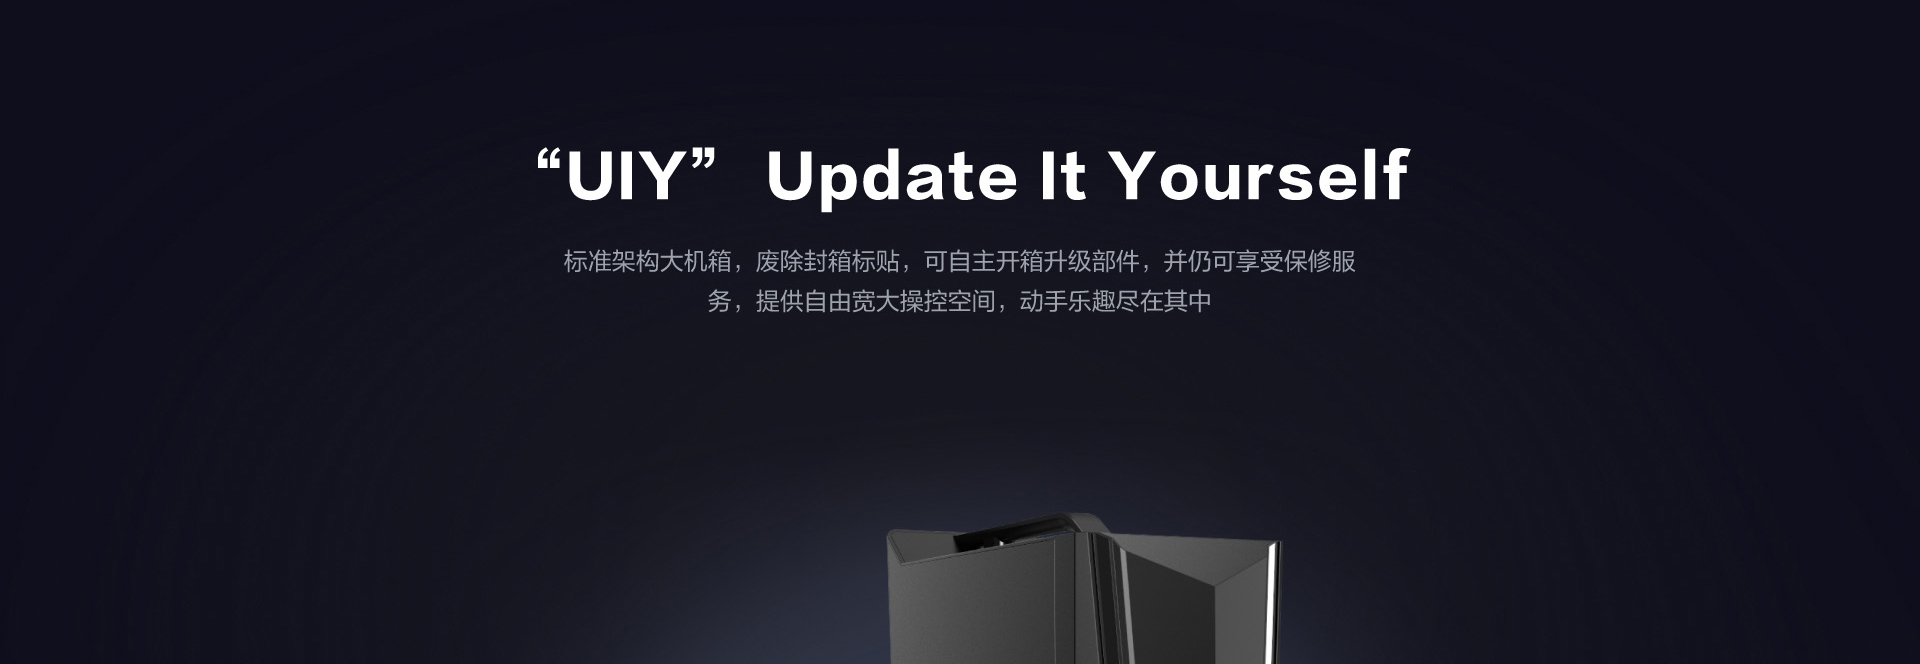 “UIY” Update It Yourself
标准架构大机箱，废除封箱标贴，可自主开箱升级部件，并仍可享受保修服
务，提供自由宽大操控空间，动手乐趣尽在其中